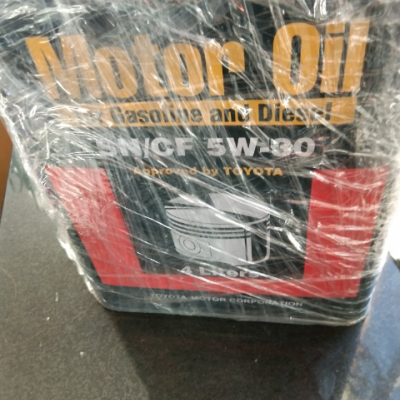 Motor Oil
for Gasoline and Diesel
SN/CF 5W-30
Approved by TOYOTA
4 Liters
TOYOTA MOTOR CORPORATION